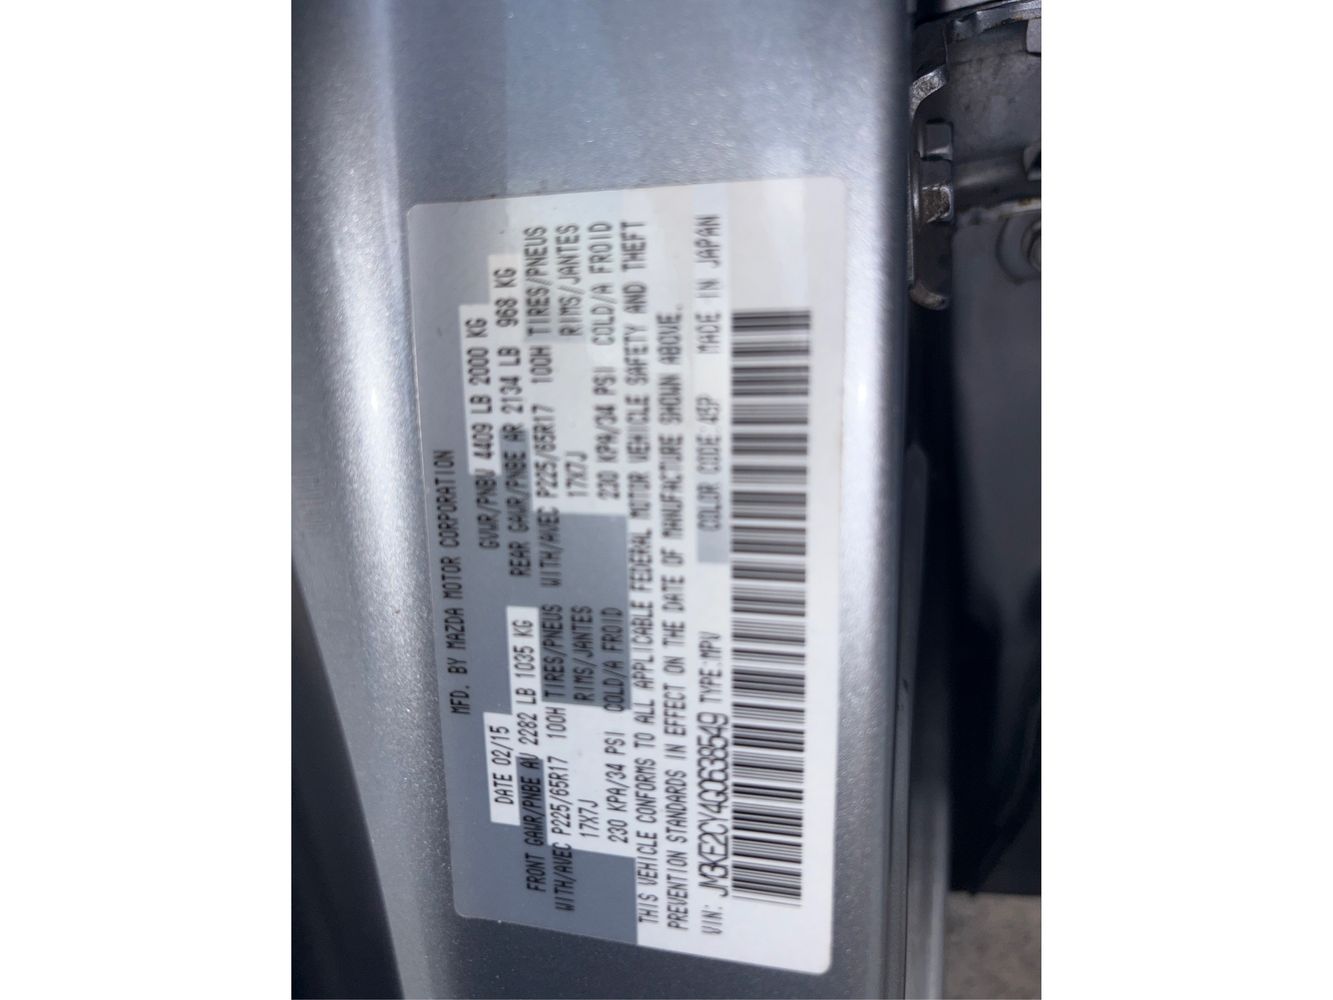 MFD. BY MAZDA MOTOR CORPORATION
DATE 02/15 GVWR/PNBV 4409 LB 2000 KG
FRONT GAWR/PNBE AV 2282 LB 1035 KG REAR GAWR/PNBE AR 2134 LB 968 KG
WITH/AVEC P225/65R17 100H TIRES/PNEUS WITH/AVEC P225/65R17 100H TIRES/PNEUS
17X7J RIMS/JANTES 17X7J RIMS/JANTES
230 KPA/34 PSI COLD/A FROID 230 KPA/34 PSI COLD/A FROID
THIS VEHICLE CONFORMS TO ALL APPLICABLE FEDERAL MOTOR VEHICLE SAFETY AND THEFT
PREVENTION STANDARDS IN EFFECT ON THE DATE OF MANUFACTURE SHOWN ABOVE.
VIN: JM3KE2CY4G0638549 TYPE:MPV COLOR CODE:45P MADE IN JAPAN